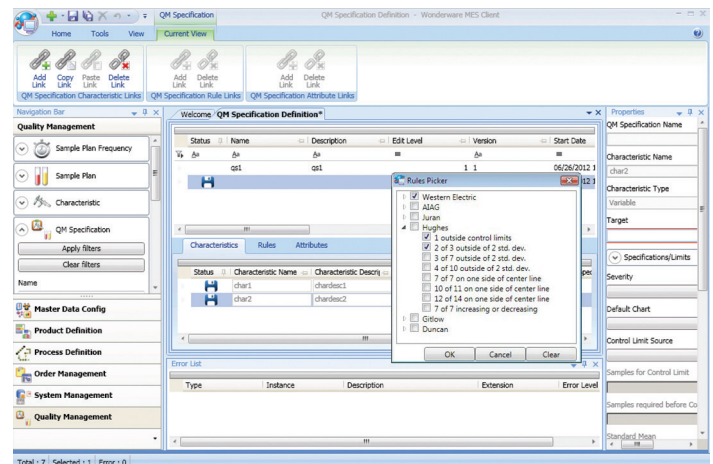 QM Specification
QM Specification Definition - Wonderware MES Client
Home Tools View Current View
Add Link Copy Link Paste Link Delete Link
Add Link Delete Link
Add Link Delete Link
QM Specification Characteristic Links QM Specification Rule Links QM Specification Attribute Links
Navigation Bar
Quality Management
Sample Plan Frequency
Sample Plan
Characteristic
QM Specification
Apply filters
Clear filters
Name
Master Data Config
Product Definition
Process Definition
Order Management
System Management
Quality Management
Welcome QM Specification Definition*
Status Name Description Edit Level Version Start Date
qs1 qs1 1 1 06/26/2012 1
Characteristics Rules Attributes
Status Characteristic Name Characteristic Descrip
char1 chardesc1
char2 chardesc2
Rules Picker
Western Electric
AIAG
Juran
Hughes
1 outside control limits
2 of 3 outside of 2 std. dev.
3 of 7 outside of 2 std. dev.
4 of 10 outside of 2 std. dev.
7 of 7 on one side of center line
10 of 11 on one side of center line
12 of 14 on one side of center line
7 of 7 increasing or decreasing
Gitlow
Duncan
OK Cancel Clear
Error List
Type Instance Description Extension Error Level
Properties
QM Specification Name
Characteristic Name
char2
Characteristic Type
Variable
Target
Specifications/Limits
Severity
Default Chart
Control Limit Source
Samples for Control Limit
Samples required before Co
Standard Mean
Total : 7 Selected : 1 Error : 0